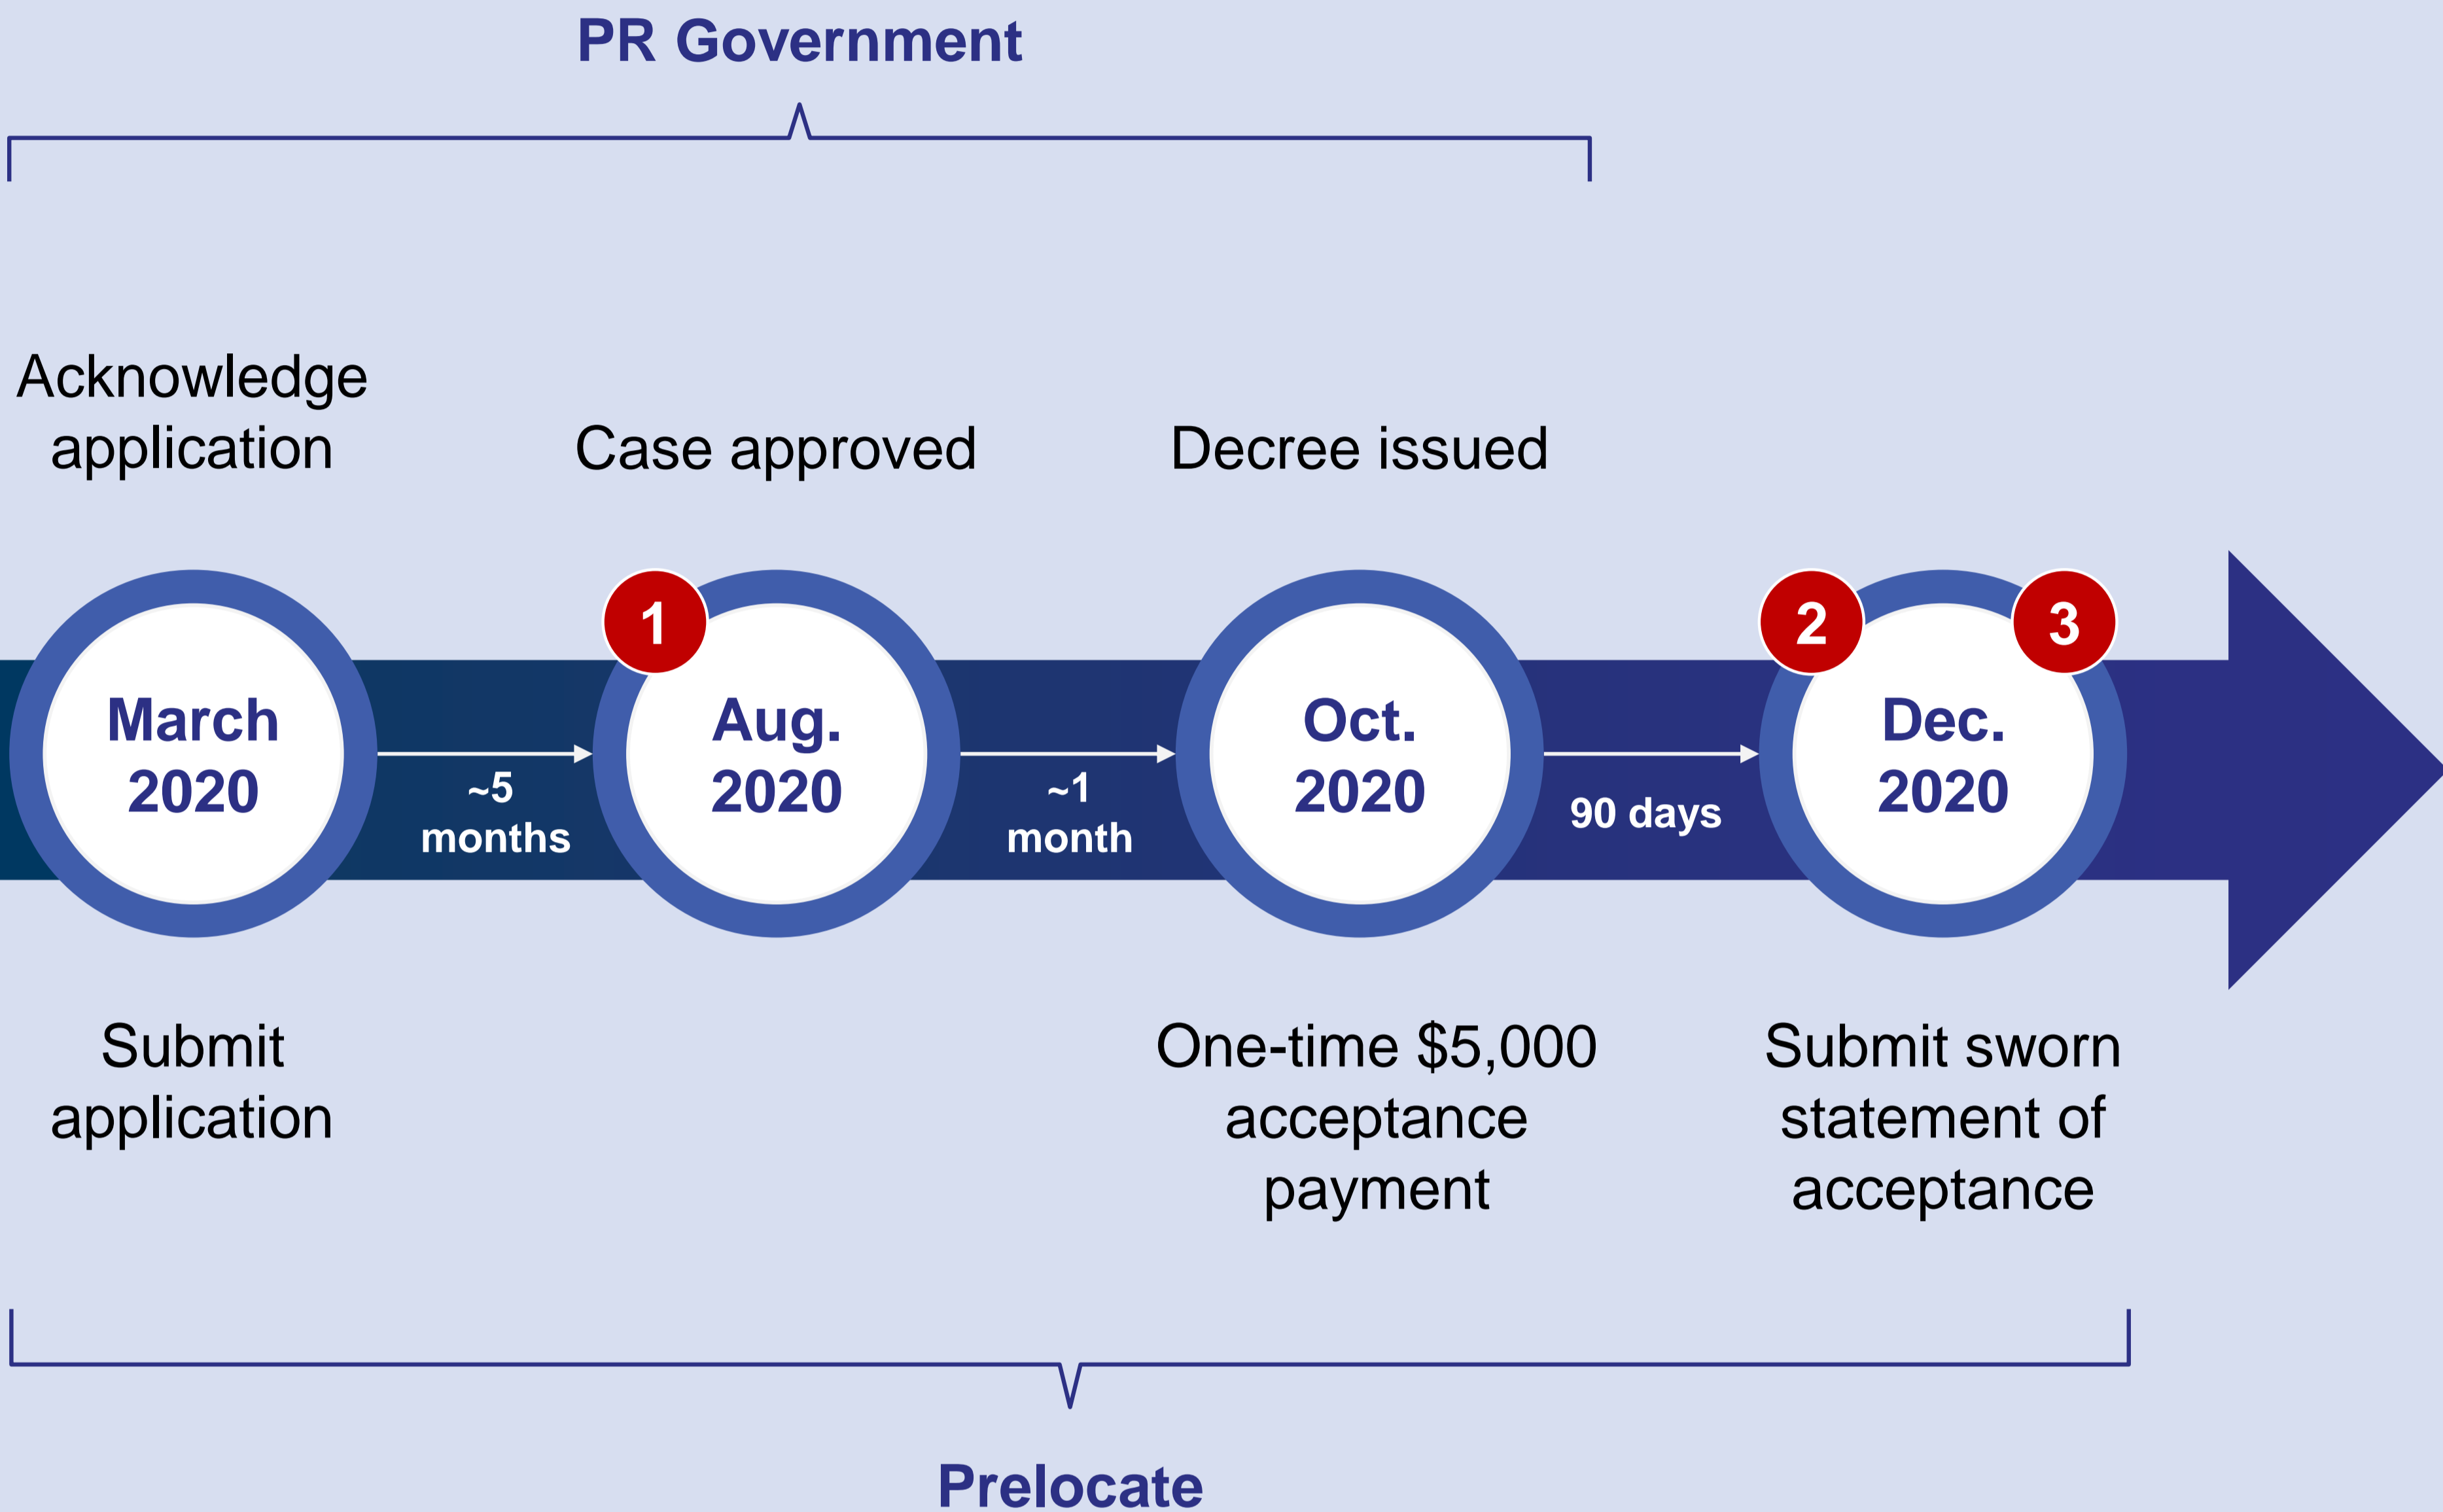 PR Government
Acknowledge
application
Case approved
Decree issued
1
2
3
March
2020
~5
months
Aug.
2020
~1
month
Oct.
2020
90 days
Dec.
2020
Submit
application
One-time $5,000
acceptance
payment
Submit sworn
statement of
acceptance
Prelocate